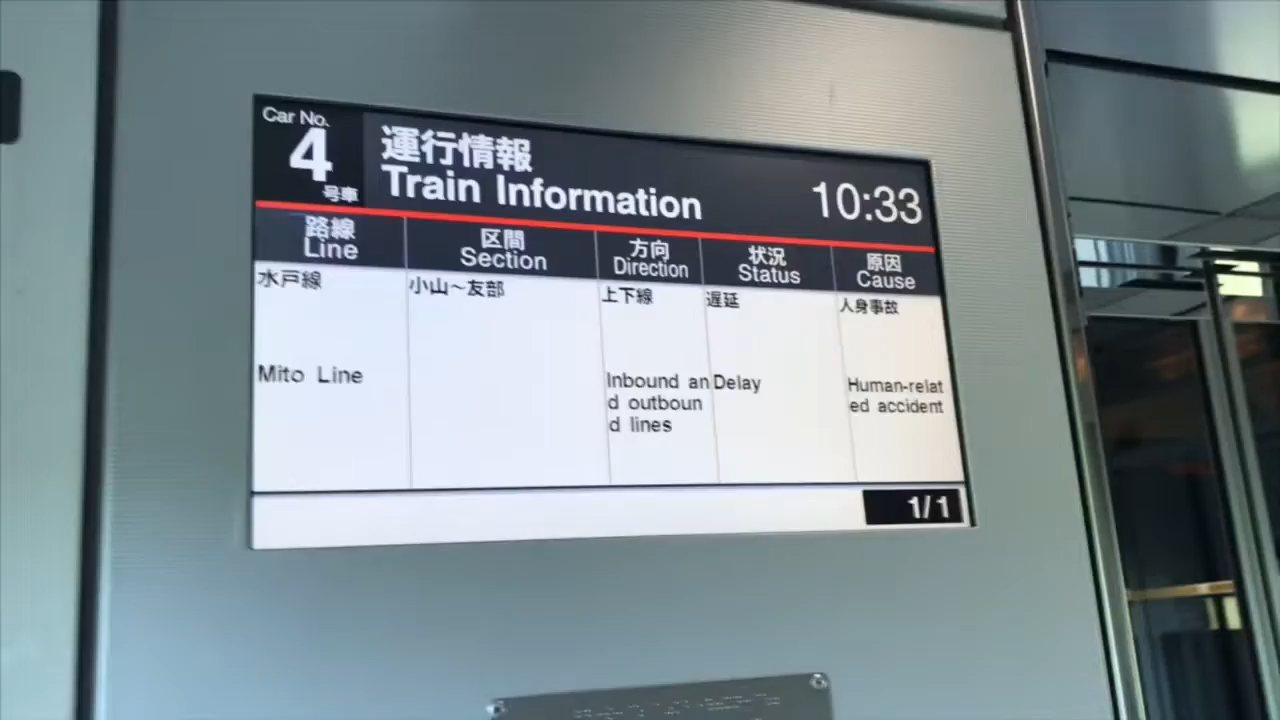 Car No.
4
号車
運行情報
Train Information
10:33
路線
Line
区間
Section
方向
Direction
状況
Status
原因
Cause
水戸線
小山～友部
上下線
遅延
人身事故
Mito Line
Inbound an
d outboun
d lines
Delay
Human-relat
ed accident
1/1